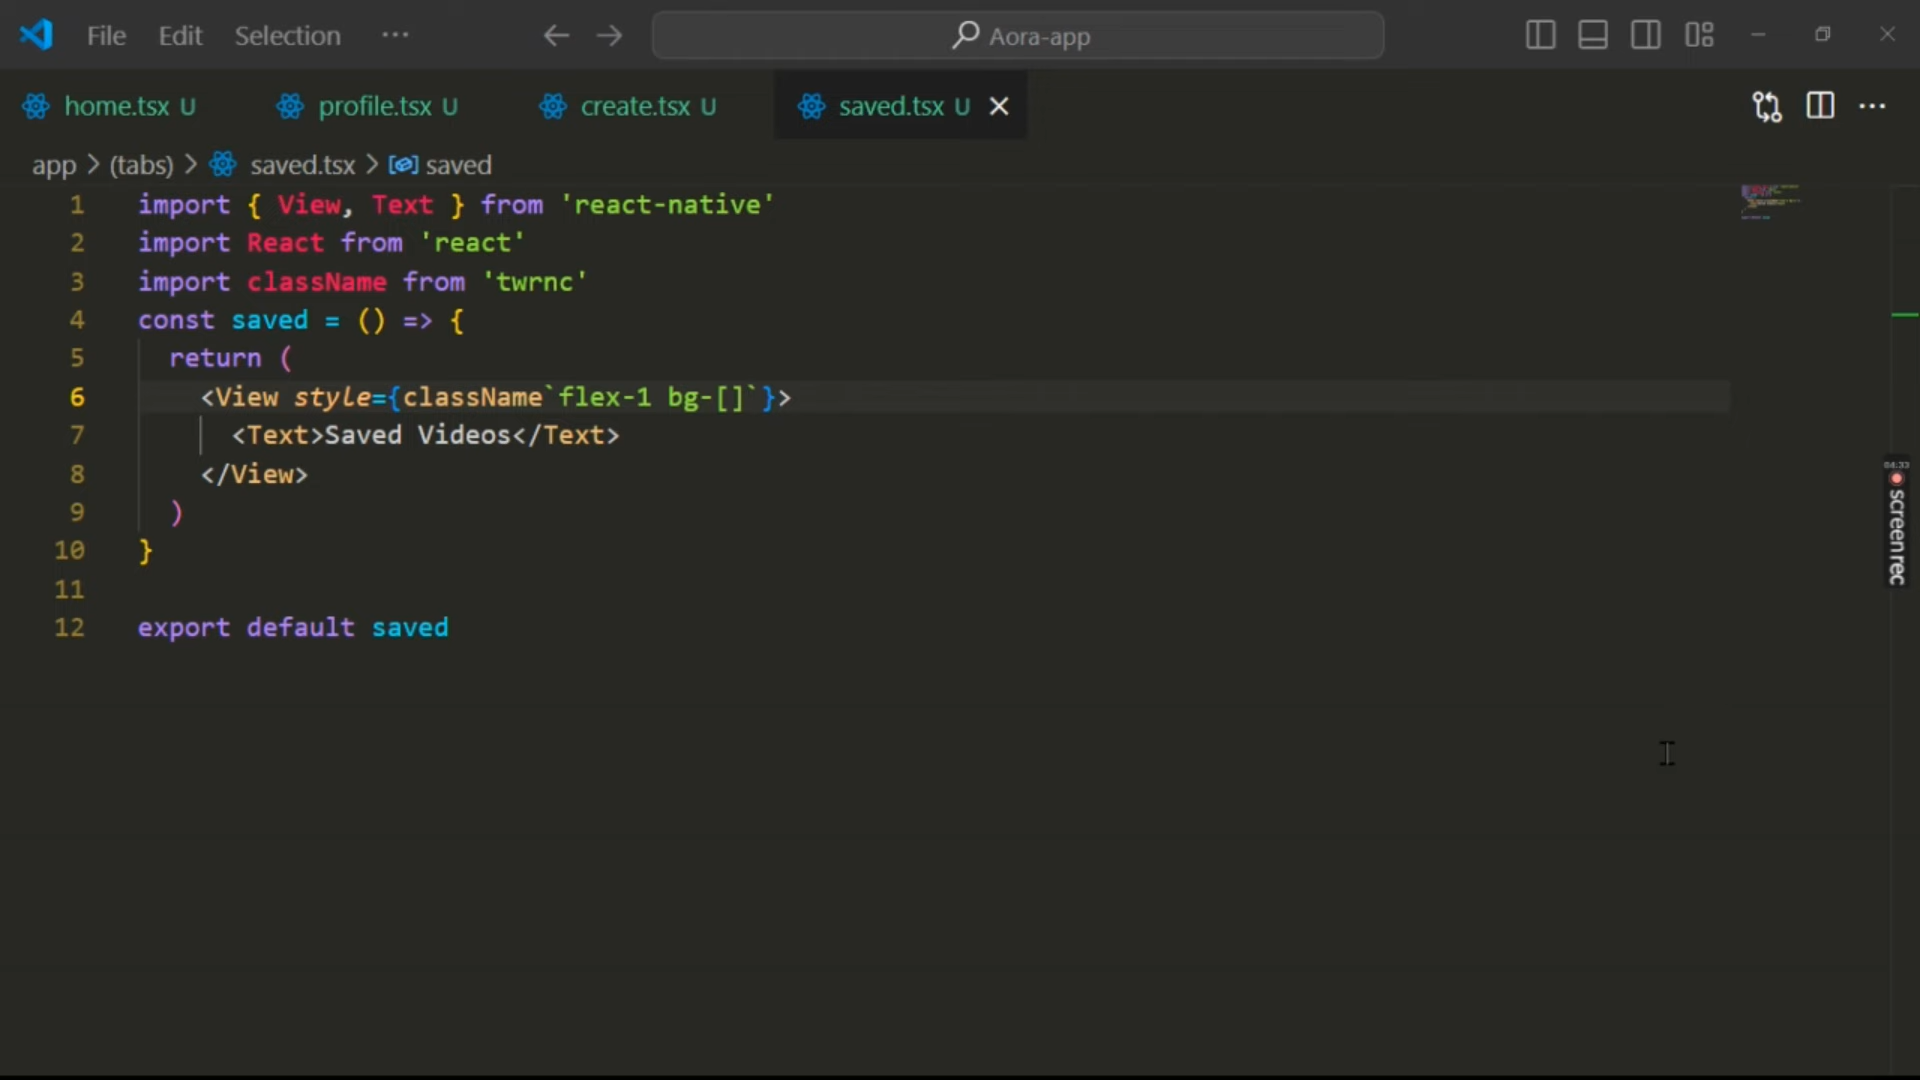 File Edit Selection ··· Aora-app
home.tsx U profile.tsx U create.tsx U saved.tsx U
app > (tabs) > saved.tsx > saved
1 import { View, Text } from 'react-native'
2 import React from 'react'
3 import className from 'twrnc'
4 const saved = () => {
5 return (
6 <View style={className`flex-1 bg-[]`}>
7 <Text>Saved Videos</Text>
8 </View>
9 )
10 }
11
12 export default saved
04:33
screenrec